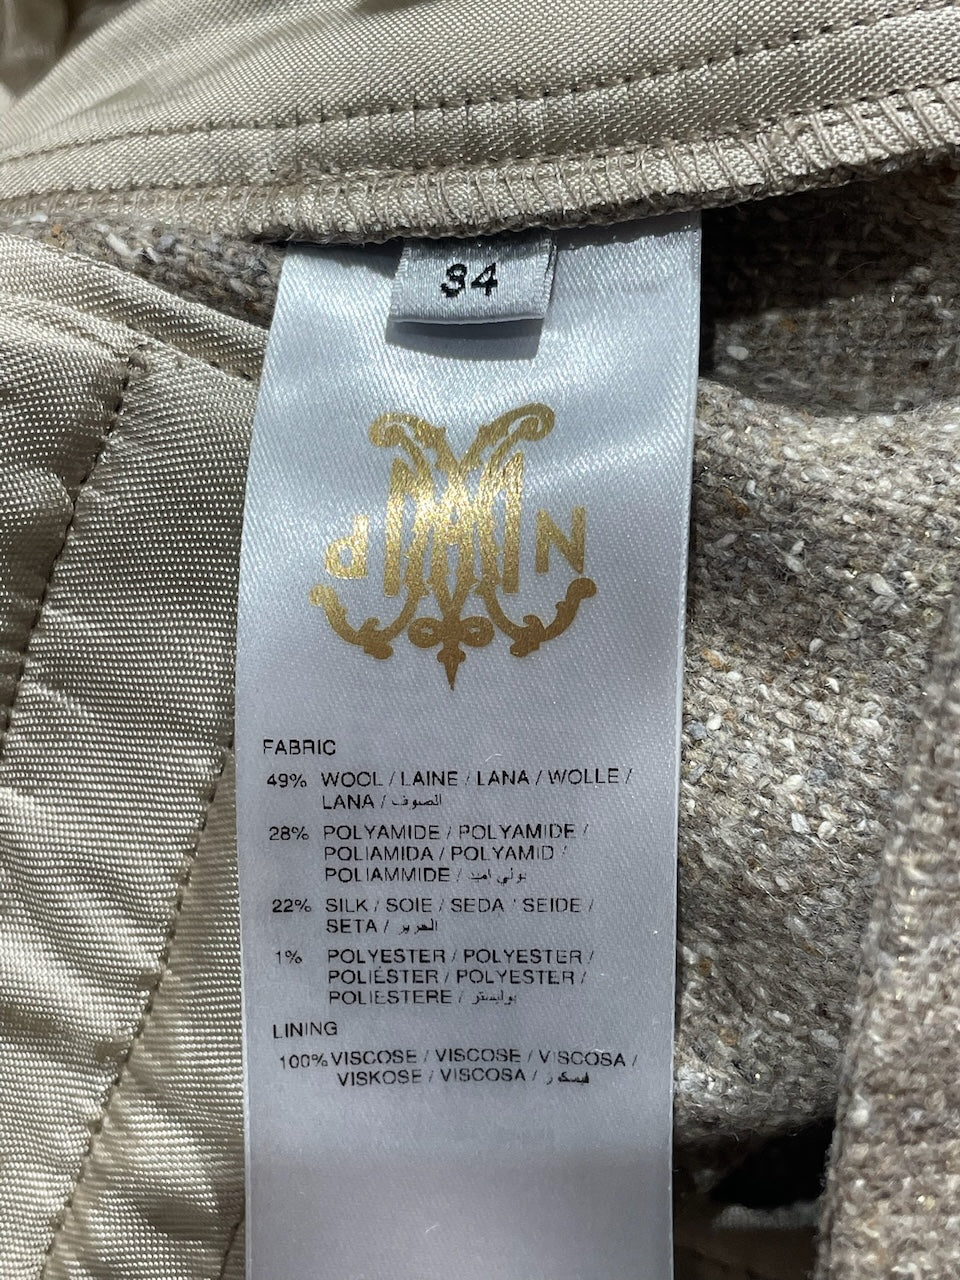 34
d N
FABRIC
49% WOOL / LAINE / LANA / WOLLE /
LANA / الصوف
28% POLYAMIDE / POLYAMIDE /
POLIAMIDA / POLYAMID /
POLIAMMIDE / بولي اميد
22% SILK / SOIE / SEDA / SEIDE /
SETA / الحرير
1% POLYESTER / POLYESTER /
POLIÉSTER / POLYESTER /
POLIESTERE / بوليستر
LINING
100% VISCOSE / VISCOSE / VISCOSA /
VISKOSE / VISCOSA /